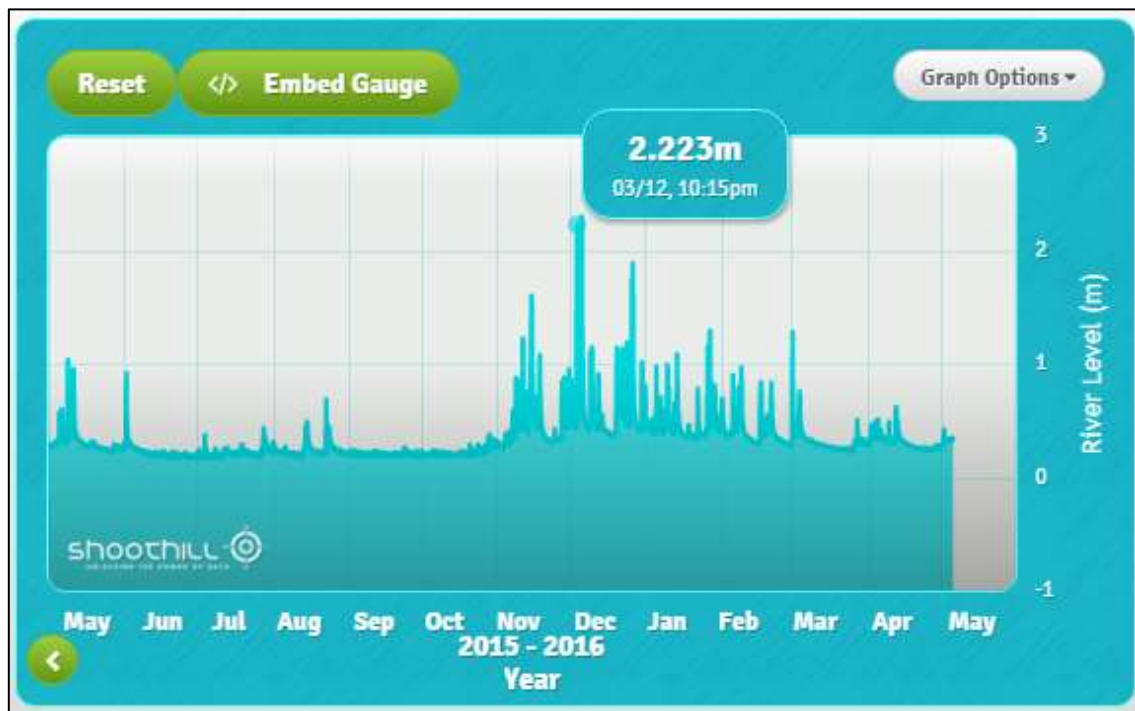 Reset </> Embed Gauge Graph Options
2.223m
03/12, 10:15pm
3
2
1
0
-1
River Level (m)
shoothill
May Jun Jul Aug Sep Oct Nov Dec Jan Feb Mar Apr May
2015 - 2016
Year